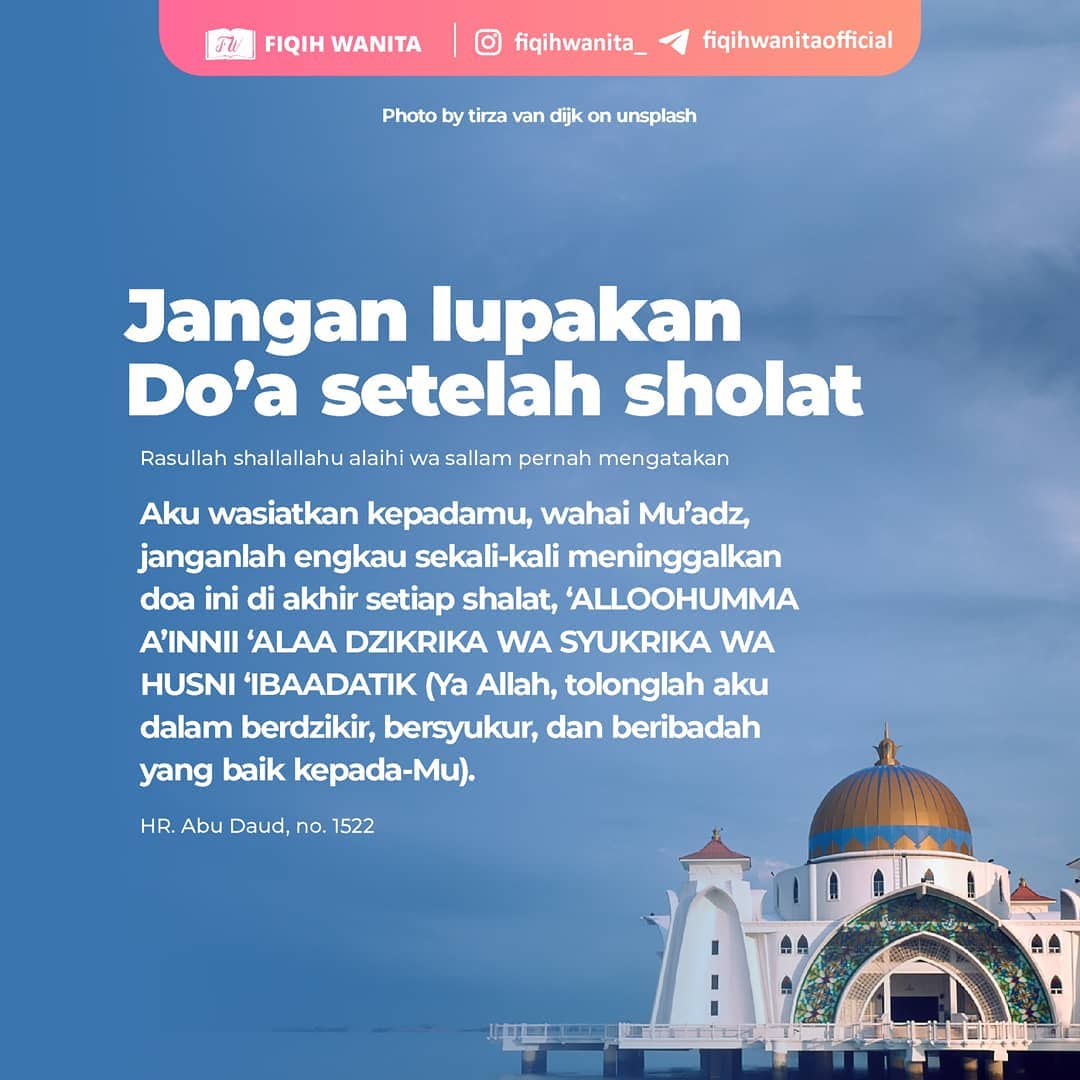 FW FIQIH WANITA fiqihwanita_ fiqihwanitaofficial
Photo by tirza van dijk on unsplash
Jangan lupakan
Do’a setelah sholat
Rasullah shallallahu alaihi wa sallam pernah mengatakan
Aku wasiatkan kepadamu, wahai Mu’adz,
janganlah engkau sekali-kali meninggalkan
doa ini di akhir setiap shalat, ‘ALLOOHUMMA
A’INNII ‘ALAA DZIKRIKA WA SYUKRIKA WA
HUSNI ‘IBAADATIK (Ya Allah, tolonglah aku
dalam berdzikir, bersyukur, dan beribadah
yang baik kepada-Mu).
HR. Abu Daud, no. 1522